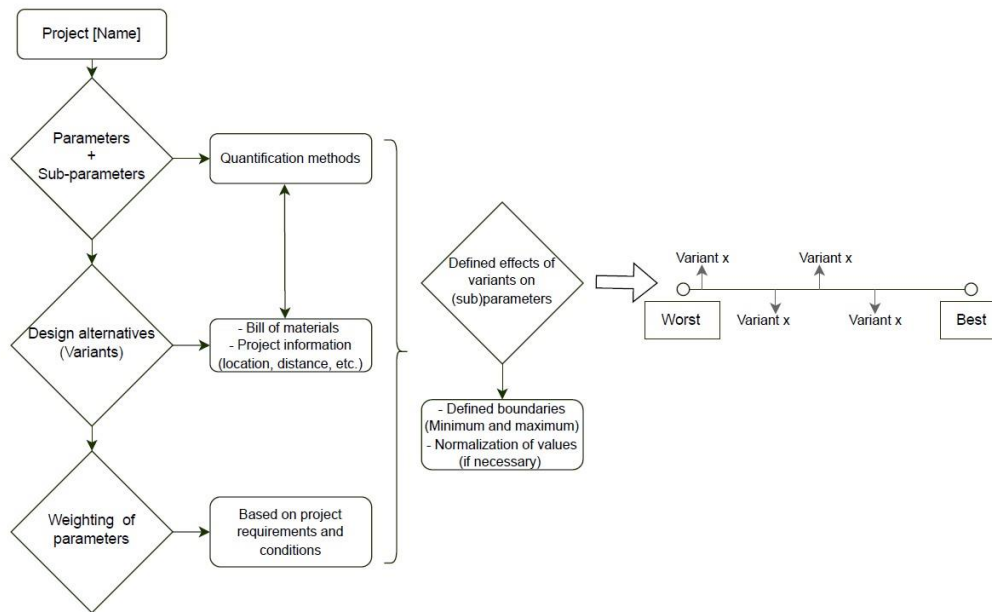 Project [Name]
Parameters
+
Sub-parameters
Quantification methods
Design alternatives
(Variants)
- Bill of materials
- Project information
(location, distance, etc.)
Weighting of
parameters
Based on project
requirements and
conditions
Defined effects of
variants on
(sub)parameters
- Defined boundaries
(Minimum and maximum)
- Normalization of values
(if necessary)
Variant x
Variant x
Worst
Variant x
Variant x
Best